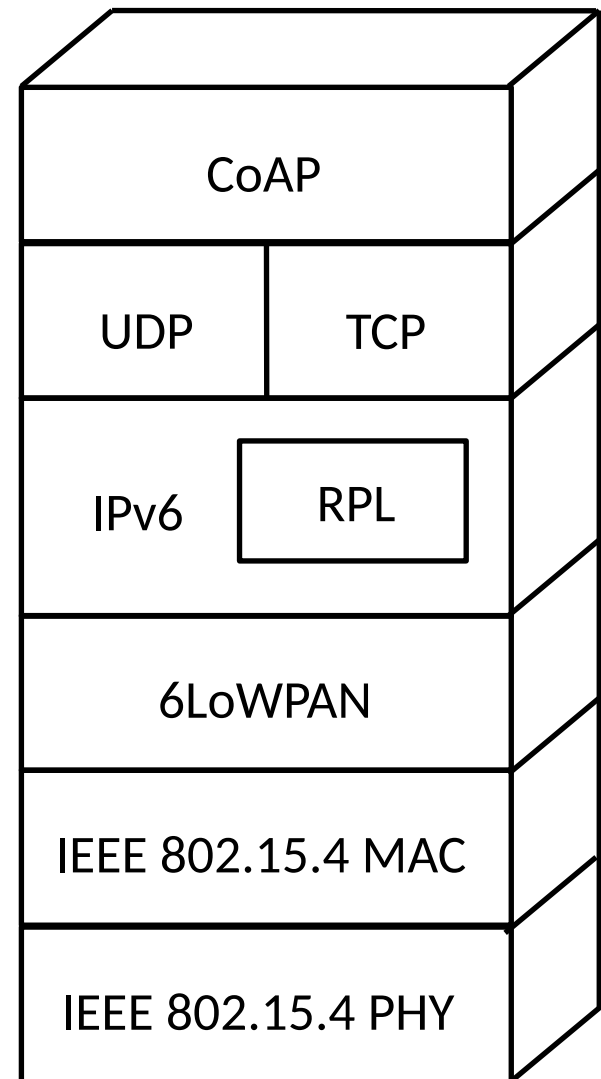 CoAP
UDP TCP
IPv6 RPL
6LoWPAN
IEEE 802.15.4 MAC
IEEE 802.15.4 PHY